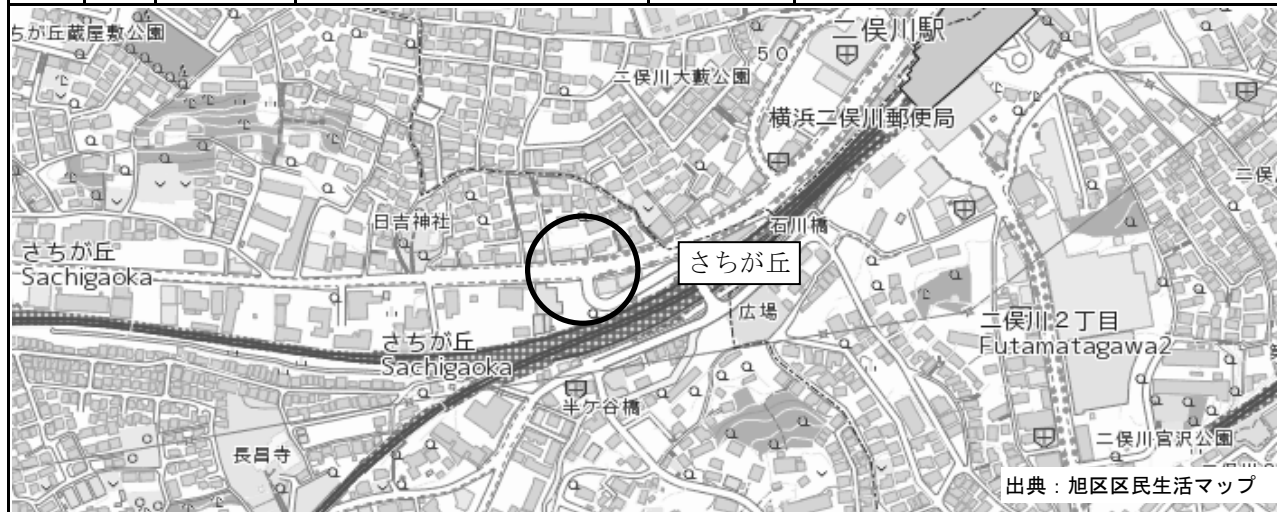 ちが丘蔵屋敷公園
二俣川駅
50
二俣川大藪公園
横浜二俣川郵便局
二俣
日吉神社
石川橋
さちが丘
さちが丘
Sachigaoka
広場
二俣川2丁目
Futamatagawa2
さちが丘
Sachigaoka
半ケ谷橋
二俣川宮沢公園
長昌寺
出典：旭区区民生活マップ